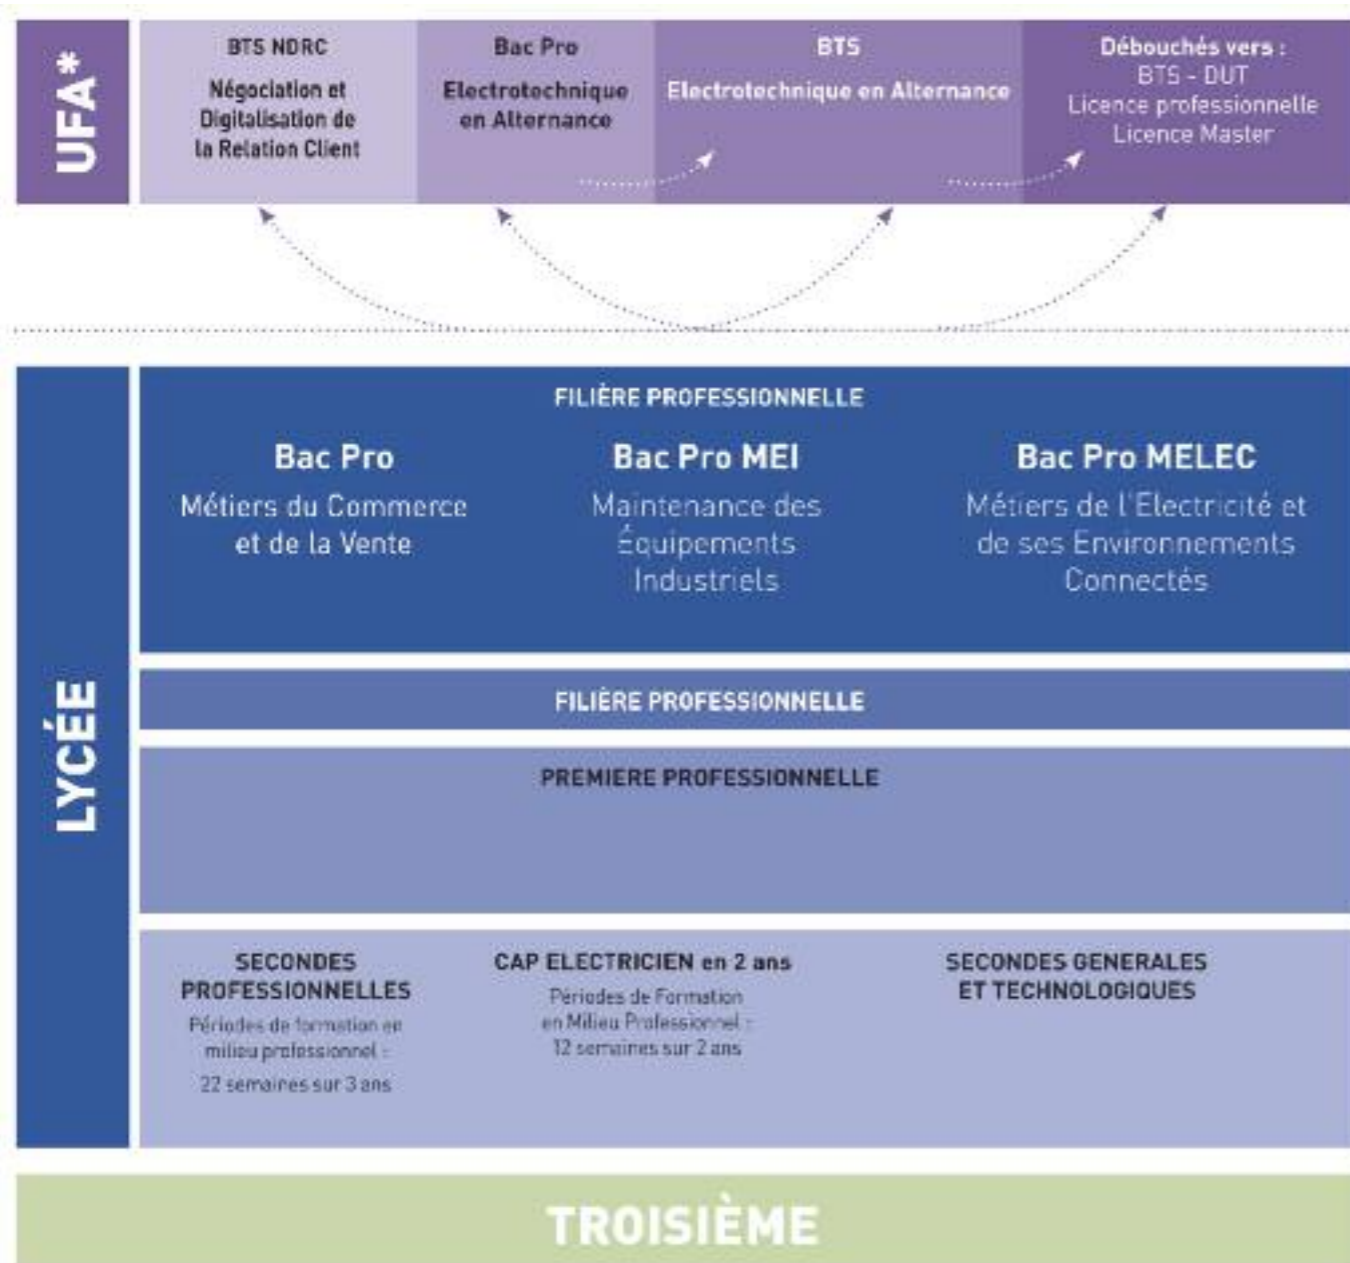 UFA*
BTS NDRC
Négociation et
Digitalisation de
la Relation Client
Bac Pro
Electrotechnique
en Alternance
BTS
Electrotechnique en Alternance
Débouchés vers :
BTS - DUT
Licence professionnelle
Licence Master
LYCÉE
FILIÈRE PROFESSIONNELLE
Bac Pro
Métiers du Commerce
et de la Vente
Bac Pro MEI
Maintenance des
Équipements
Industriels
Bac Pro MELEC
Métiers de l'Electricité et
de ses Environnements
Connectés
FILIÈRE PROFESSIONNELLE
PREMIERE PROFESSIONNELLE
SECONDES
PROFESSIONNELLES
Périodes de formation en
milieu professionnel :
22 semaines sur 3 ans
CAP ELECTRICIEN en 2 ans
Périodes de Formation
en Milieu Professionnel :
12 semaines sur 2 ans
SECONDES GENERALES
ET TECHNOLOGIQUES
TROISIÈME